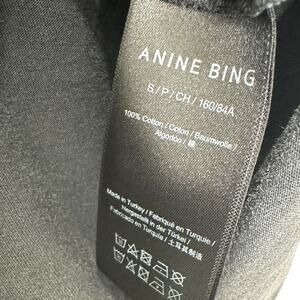 ANINE BING
S / P / CH / 160/84A
100% Cotton / Coton / Baumwolle /
Algodón / 綿
Made in Turkey / Fabriqué en Turquie /
Hergestellt in der Türkei /
Fabricado en Turquía / 土耳其制造